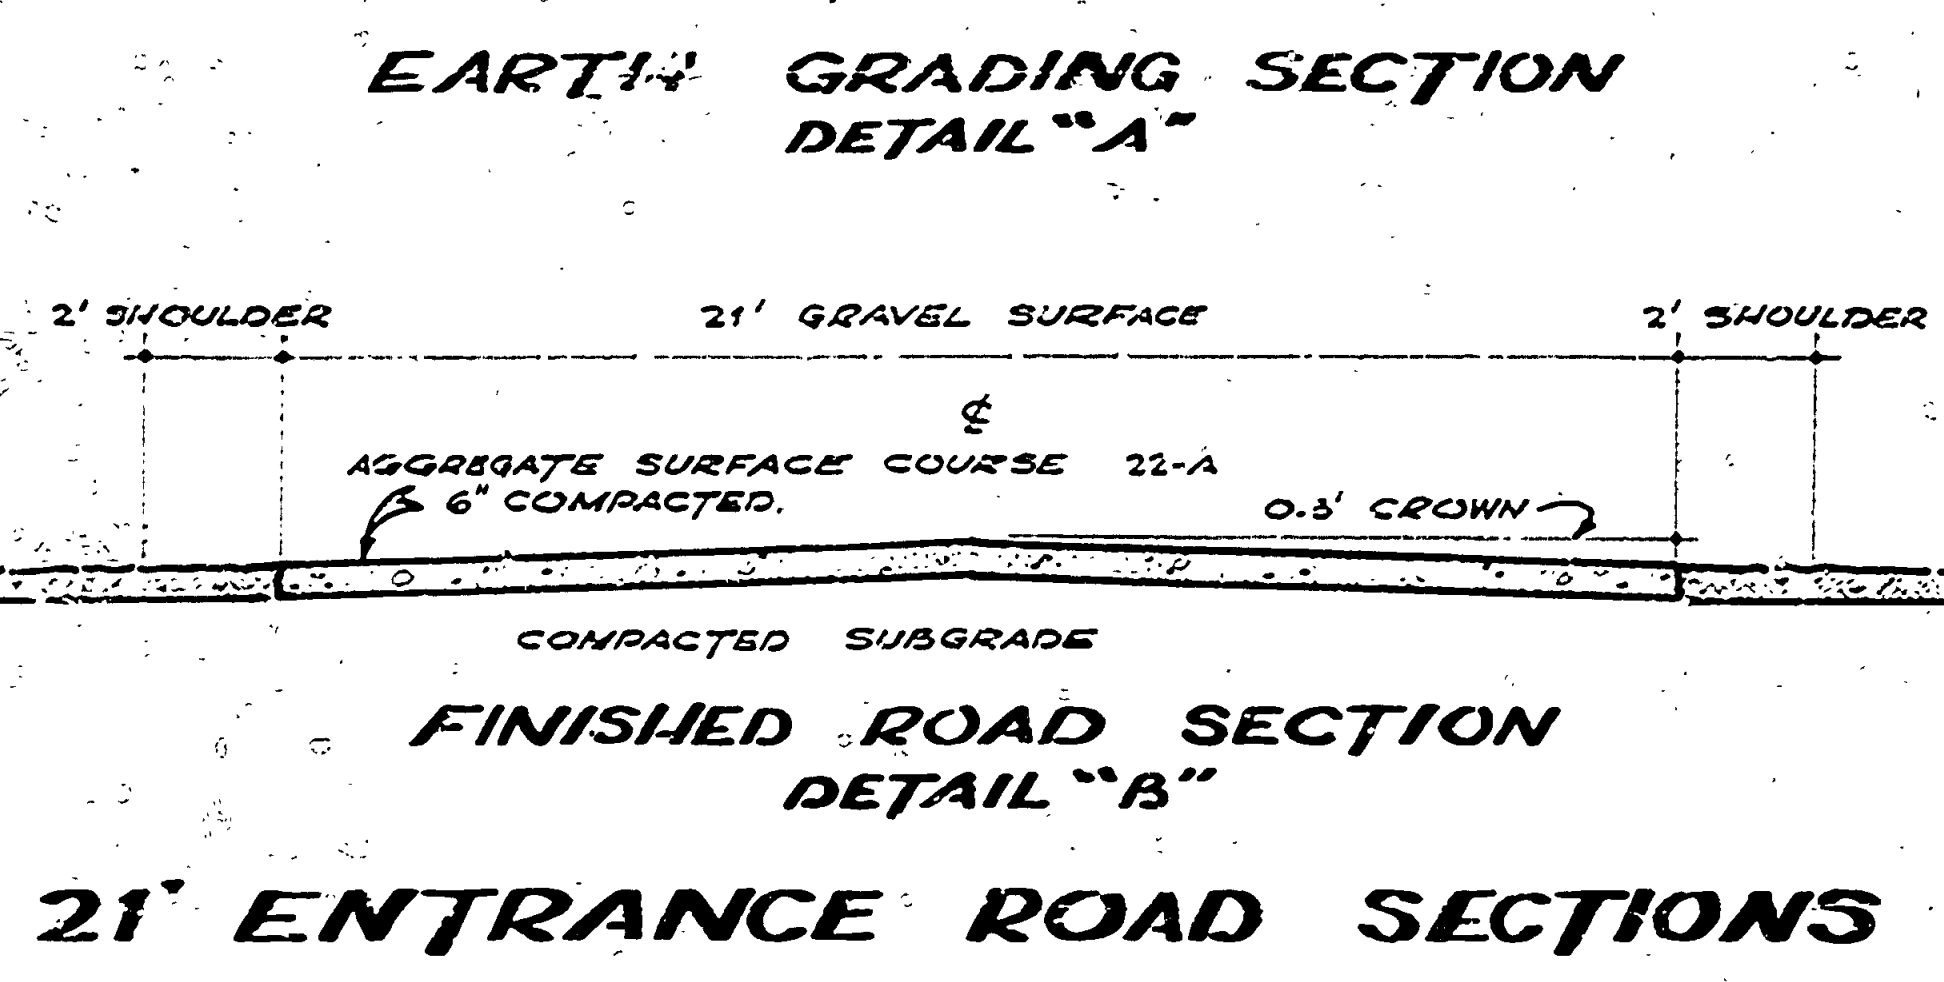 EARTH GRADING SECTION
DETAIL "A"
2' SHOULDER 21' GRAVEL SURFACE 2' SHOULDER
℄
AGGREGATE SURFACE COURSE 22-A
6" COMPACTED.
0.3' CROWN
COMPACTED SUBGRADE
FINISHED ROAD SECTION
DETAIL "B"
21' ENTRANCE ROAD SECTIONS